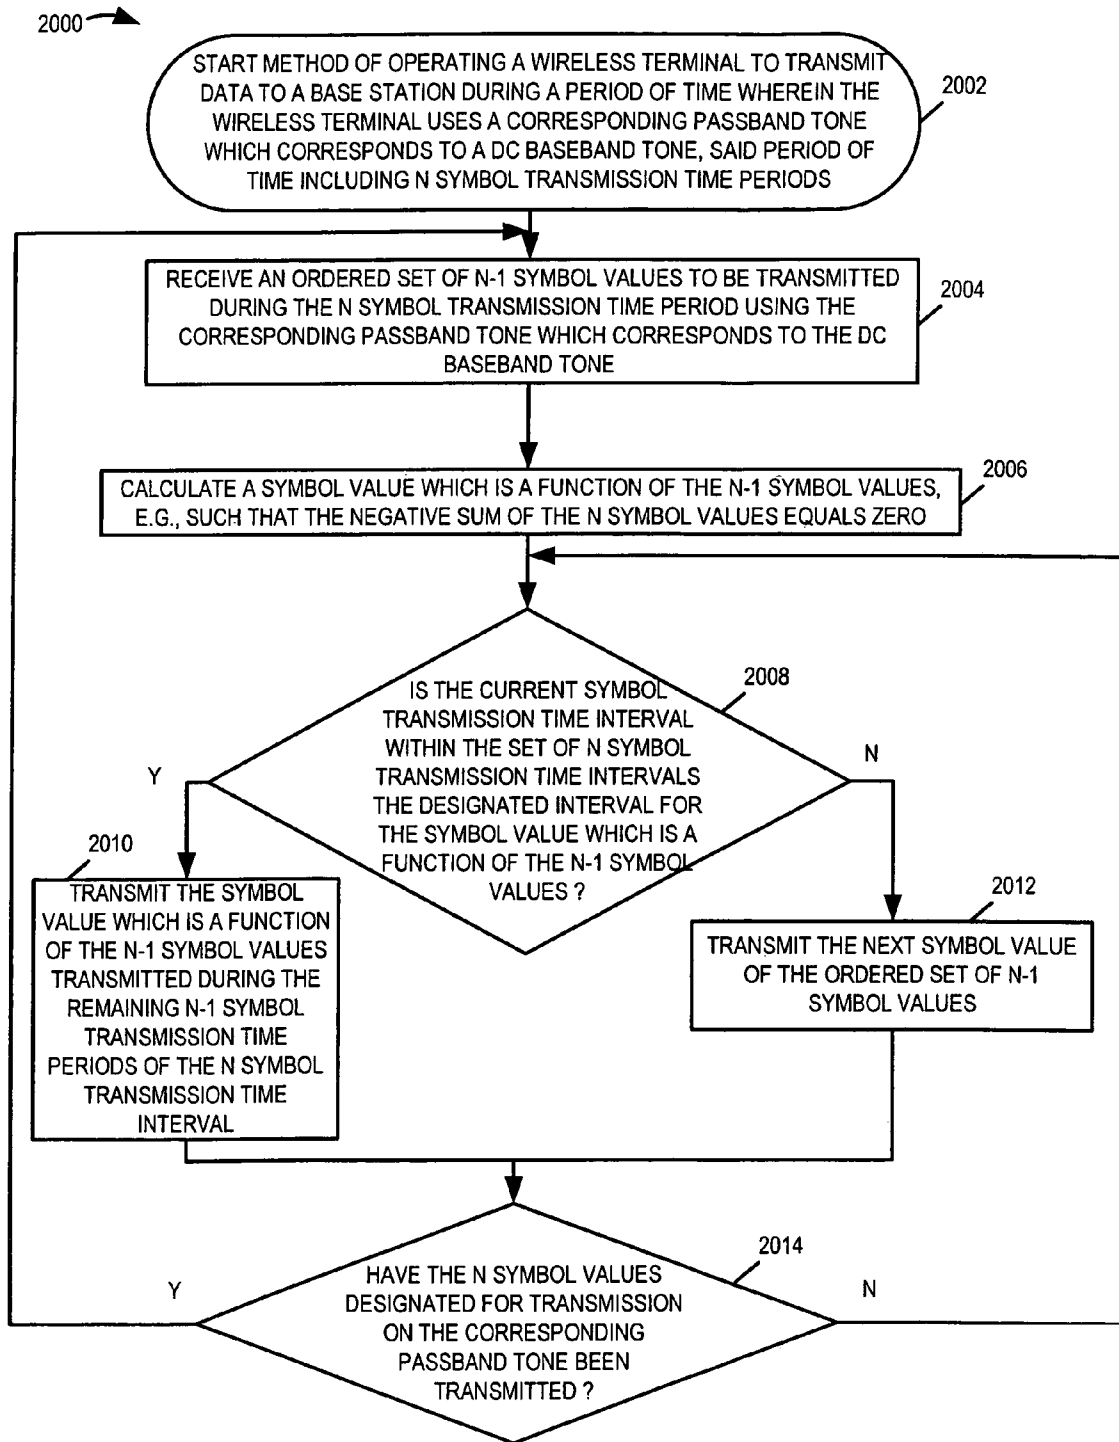 2000
START METHOD OF OPERATING A WIRELESS TERMINAL TO TRANSMIT
DATA TO A BASE STATION DURING A PERIOD OF TIME WHEREIN THE
WIRELESS TERMINAL USES A CORRESPONDING PASSBAND TONE
WHICH CORRESPONDS TO A DC BASEBAND TONE, SAID PERIOD OF
TIME INCLUDING N SYMBOL TRANSMISSION TIME PERIODS
2002
RECEIVE AN ORDERED SET OF N-1 SYMBOL VALUES TO BE TRANSMITTED
DURING THE N SYMBOL TRANSMISSION TIME PERIOD USING THE
CORRESPONDING PASSBAND TONE WHICH CORRESPONDS TO THE DC
BASEBAND TONE
2004
CALCULATE A SYMBOL VALUE WHICH IS A FUNCTION OF THE N-1 SYMBOL VALUES,
E.G., SUCH THAT THE NEGATIVE SUM OF THE N SYMBOL VALUES EQUALS ZERO
2006
IS THE CURRENT SYMBOL
TRANSMISSION TIME INTERVAL
WITHIN THE SET OF N SYMBOL
TRANSMISSION TIME INTERVALS
THE DESIGNATED INTERVAL FOR
THE SYMBOL VALUE WHICH IS A
FUNCTION OF THE N-1 SYMBOL
VALUES ?
2008
Y
N
2010
TRANSMIT THE SYMBOL
VALUE WHICH IS A FUNCTION
OF THE N-1 SYMBOL VALUES
TRANSMITTED DURING THE
REMAINING N-1 SYMBOL
TRANSMISSION TIME
PERIODS OF THE N SYMBOL
TRANSMISSION TIME
INTERVAL
2012
TRANSMIT THE NEXT SYMBOL VALUE
OF THE ORDERED SET OF N-1
SYMBOL VALUES
2014
Y
HAVE THE N SYMBOL VALUES
DESIGNATED FOR TRANSMISSION
ON THE CORRESPONDING
PASSBAND TONE BEEN
TRANSMITTED ?
N